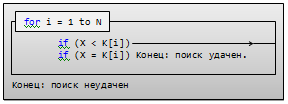 for i = 1 to N
if (X < K[i])
if (X = K[i]) Конец: поиск удачен.
Конец: поиск неудачен